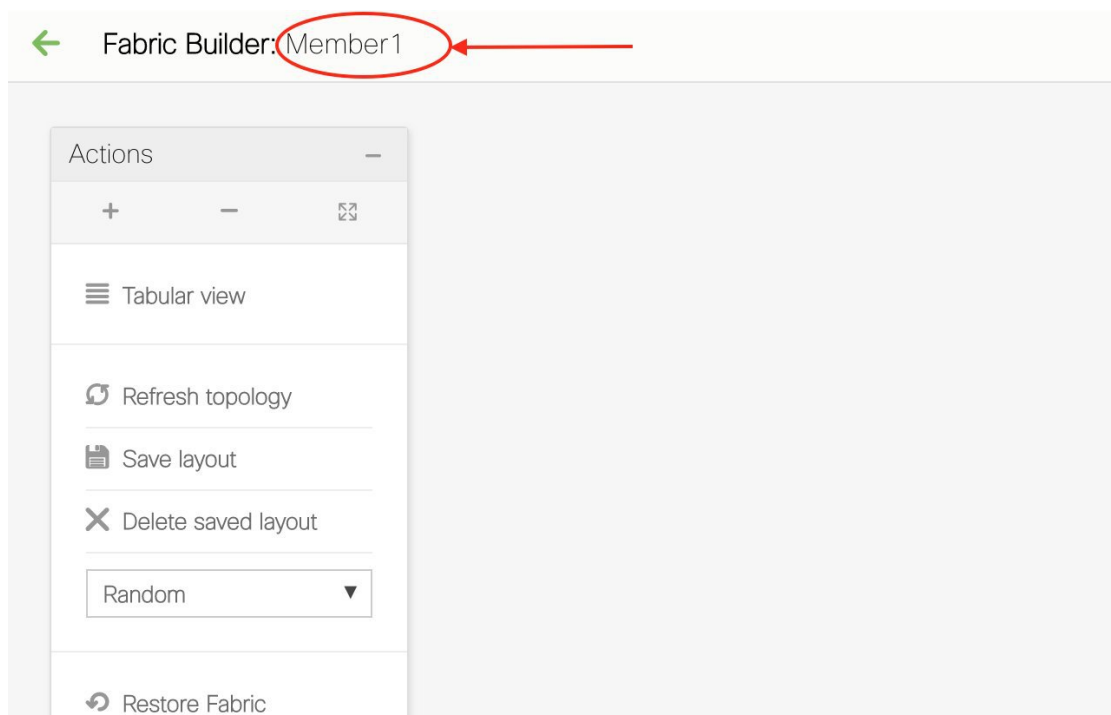 Fabric Builder: Member1
Actions
Tabular view
Refresh topology
Save layout
Delete saved layout
Random
Restore Fabric